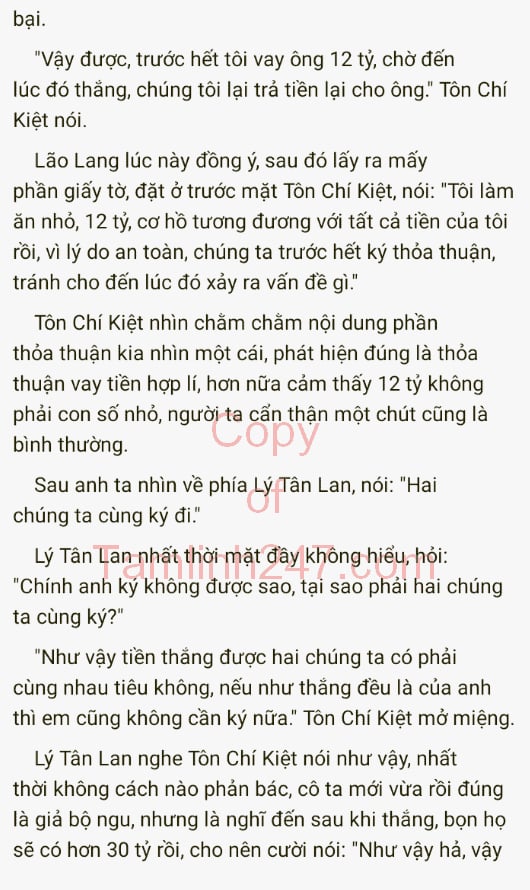 bại.
"Vậy được, trước hết tôi vay ông 12 tỷ, chờ đến
lúc đó thắng, chúng tôi lại trả tiền lại cho ông." Tôn Chí
Kiệt nói.
Lão Lang lúc này đồng ý, sau đó lấy ra mấy
phần giấy tờ, đặt ở trước mặt Tôn Chí Kiệt, nói: "Tôi làm
ăn nhỏ, 12 tỷ, cơ hồ tương đương với tất cả tiền của tôi
rồi, vì lý do an toàn, chúng ta trước hết ký thỏa thuận,
tránh cho đến lúc đó xảy ra vấn đề gì."
Tôn Chí Kiệt nhìn chằm chằm nội dung phần
thỏa thuận kia nhìn một cái, phát hiện đúng là thỏa
thuận vay tiền hợp lí, hơn nữa cảm thấy 12 tỷ không
phải con số nhỏ, người ta cẩn thận một chút cũng là
bình thường.
Sau anh ta nhìn về phía Lý Tân Lan, nói: "Hai
chúng ta cùng ký đi."
Lý Tân Lan nhất thời mặt đầy không hiểu, hỏi:
"Chính anh ký không được sao, tại sao phải hai chúng
ta cùng ký?"
"Như vậy tiền thắng được hai chúng ta có phải
cùng nhau tiêu không, nếu như thắng đều là của anh
thì em cũng không cần ký nữa." Tôn Chí Kiệt mở miệng.
Lý Tân Lan nghe Tôn Chí Kiệt nói như vậy, nhất
thời không cách nào phản bác, cô ta mới vừa rồi đúng
là giả bộ ngu, nhưng là nghĩ đến sau khi thắng, bọn họ
sẽ có hơn 30 tỷ rồi, cho nên cười nói: "Như vậy hả, vậy
Copy
of
Tamlinh247.com